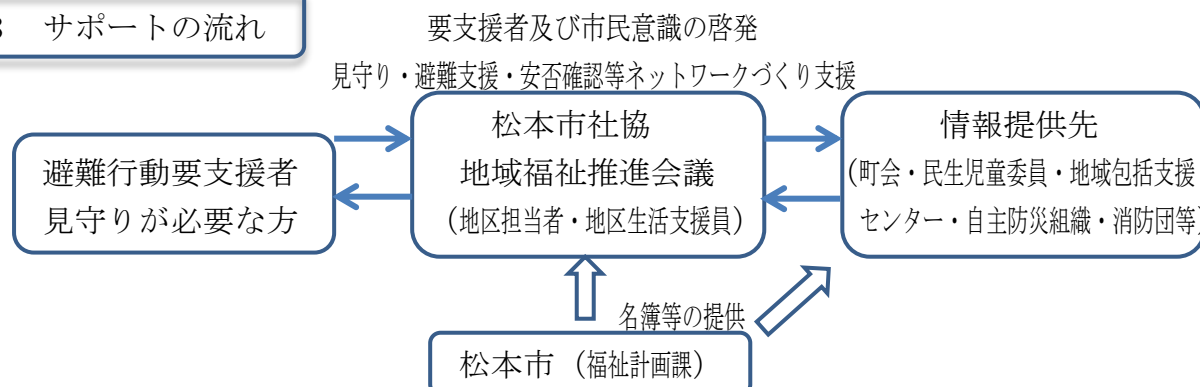 3 サポートの流れ
要支援者及び市民意識の啓発
見守り・避難支援・安否確認等ネットワークづくり支援
避難行動要支援者
見守りが必要な方
松本市社協
地域福祉推進会議
（地区担当者・地区生活支援員）
情報提供先
（町会・民生児童委員・地域包括支援
センター・自主防災組織・消防団等）
名簿等の提供
松本市（福祉計画課）